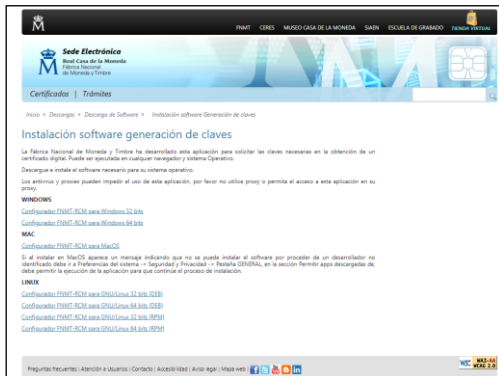 FNMT CERES MUSEO CASA DE LA MONEDA SIAEN ESCUELA DE GRABADO TIENDA VIRTUAL
Sede Electrónica
Real Casa de la Moneda
Fábrica Nacional
de Moneda y Timbre
Certificados | Trámites
Inicio > Descargas > Descarga de Software > Instalación software Generación de claves
Instalación software generación de claves
La Fábrica Nacional de Moneda y Timbre ha desarrollado esta aplicación para solicitar las claves necesarias en la obtención de un
certificado digital. Puede ser ejecutada en cualquier navegador y sistema Operativo.
Descargue e instale el software necesario para su sistema operativo.
Los antivirus y proxies pueden impedir el uso de esta aplicación, por favor no utilice proxy o permita el acceso a esta aplicación en su
proxy.
WINDOWS
Configurador FNMT-RCM para Windows 32 bits
Configurador FNMT-RCM para Windows 64 bits
MAC
Configurador FNMT-RCM para MacOS
Si al instalar en MacOS aparece un mensaje indicando que no se puede instalar el software por proceder de un desarrollador no
identificado debe ir a Preferencias del sistema -> Seguridad y Privacidad -> Pestaña GENERAL, en la sección Permitir apps descargadas de,
debe permitir la ejecución de la aplicación para que continúe el proceso de instalación.
LINUX
Configurador FNMT-RCM para GNU/Linux 32 bits (DEB)
Configurador FNMT-RCM para GNU/Linux 64 bits (DEB)
Configurador FNMT-RCM para GNU/Linux 32 bits (RPM)
Configurador FNMT-RCM para GNU/Linux 64 bits (RPM)
Preguntas frecuentes | Atención a Usuarios | Contacto | Accesibilidad | Aviso legal | Mapa web |
W3C WAI-AA
WCAG 2.0